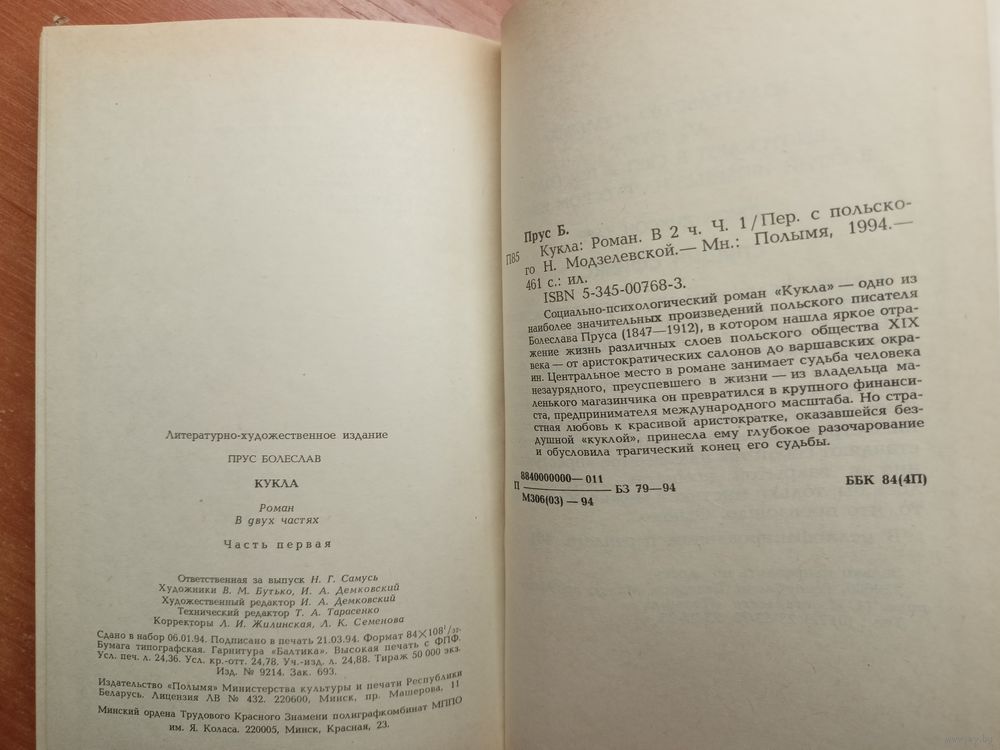 Литературно-художественное издание
ПРУС БОЛЕСЛАВ
КУКЛА
Роман
В двух частях
Часть первая
Ответственная за выпуск Н. Г. Самусь
Художники В. М. Бутько, И. А. Демковский
Художественный редактор И. А. Демковский
Технический редактор Т. А. Тарасенко
Корректоры Л. И. Жилинская, Л. К. Семенова
Сдано в набор 06.01.94. Подписано в печать 21.03.94. Формат 84×108¹/₃₂.
Бумага типографская. Гарнитура «Балтика». Высокая печать с ФПФ.
Усл. печ. л. 24,36. Усл. кр.-отт. 24,78. Уч.-изд. л. 24,88. Тираж 50 000 экз.
Изд. № 9214. Зак. 693.
Издательство «Полымя» Министерства культуры и печати Республики
Беларусь. Лицензия ЛВ № 432. 220600, Минск, пр. Машерова, 11
Минский ордена Трудового Красного Знамени полиграфкомбинат МППО
им. Я. Коласа. 220005, Минск, Красная, 23.
Прус Б.
П85 Кукла: Роман. В 2 ч. Ч. 1/Пер. с польско-
го Н. Модзелевской.— Мн.: Полымя, 1994.—
461 с.: ил.
ISBN 5-345-00768-3.
Социально-психологический роман «Кукла» — одно из
наиболее значительных произведений польского писателя
Болеслава Пруса (1847—1912), в котором нашла яркое отра-
жение жизнь различных слоев польского общества XIX
века — от аристократических салонов до варшавских окра-
ин. Центральное место в романе занимает судьба человека
незаурядного, преуспевшего в жизни — из владельца ма-
ленького магазинчика он превратился в крупного финанси-
ста, предпринимателя международного масштаба. Но стра-
стная любовь к красивой аристократке, оказавшейся без-
душной «куклой», принесла ему глубокое разочарование
и обусловила трагический конец его судьбы.
8840000000—011
П БЗ 79—94
М306(03) — 94
ББК 84(4П)